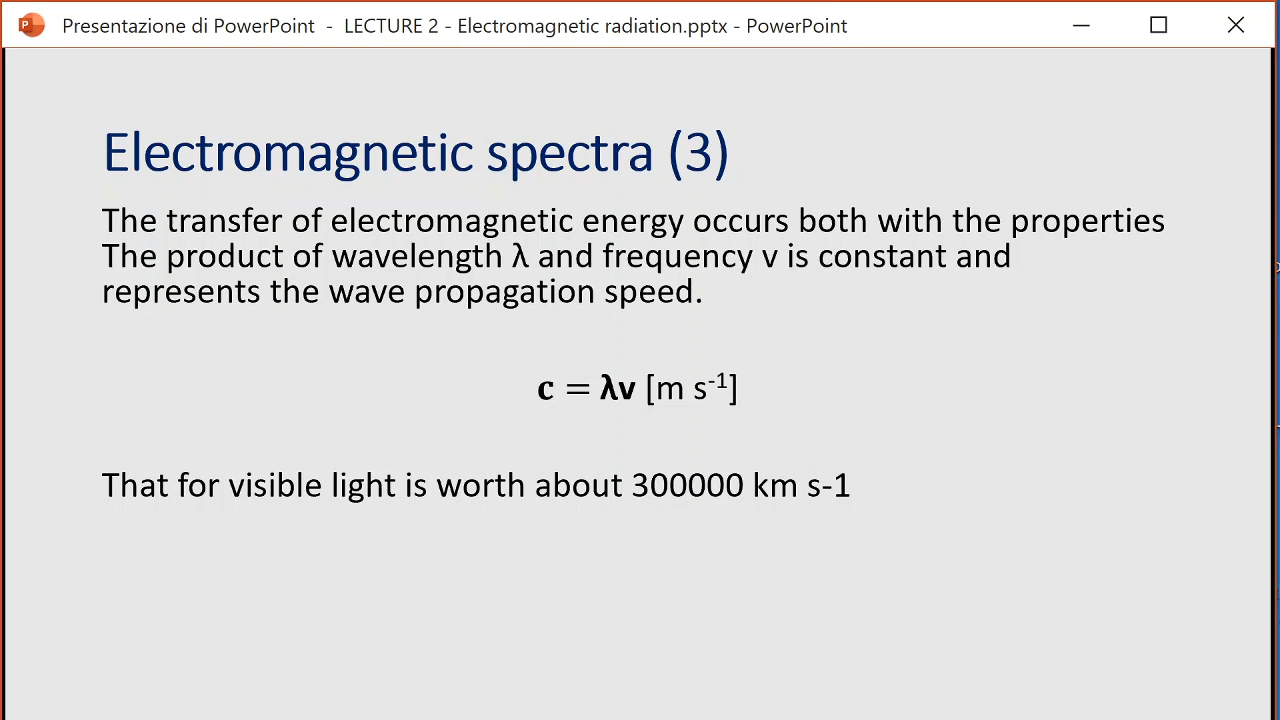 Presentazione di PowerPoint - LECTURE 2 - Electromagnetic radiation.pptx - PowerPoint
Electromagnetic spectra (3)
The transfer of electromagnetic energy occurs both with the properties
The product of wavelength λ and frequency ν is constant and
represents the wave propagation speed.
c = λν [m s⁻¹]
That for visible light is worth about 300000 km s-1